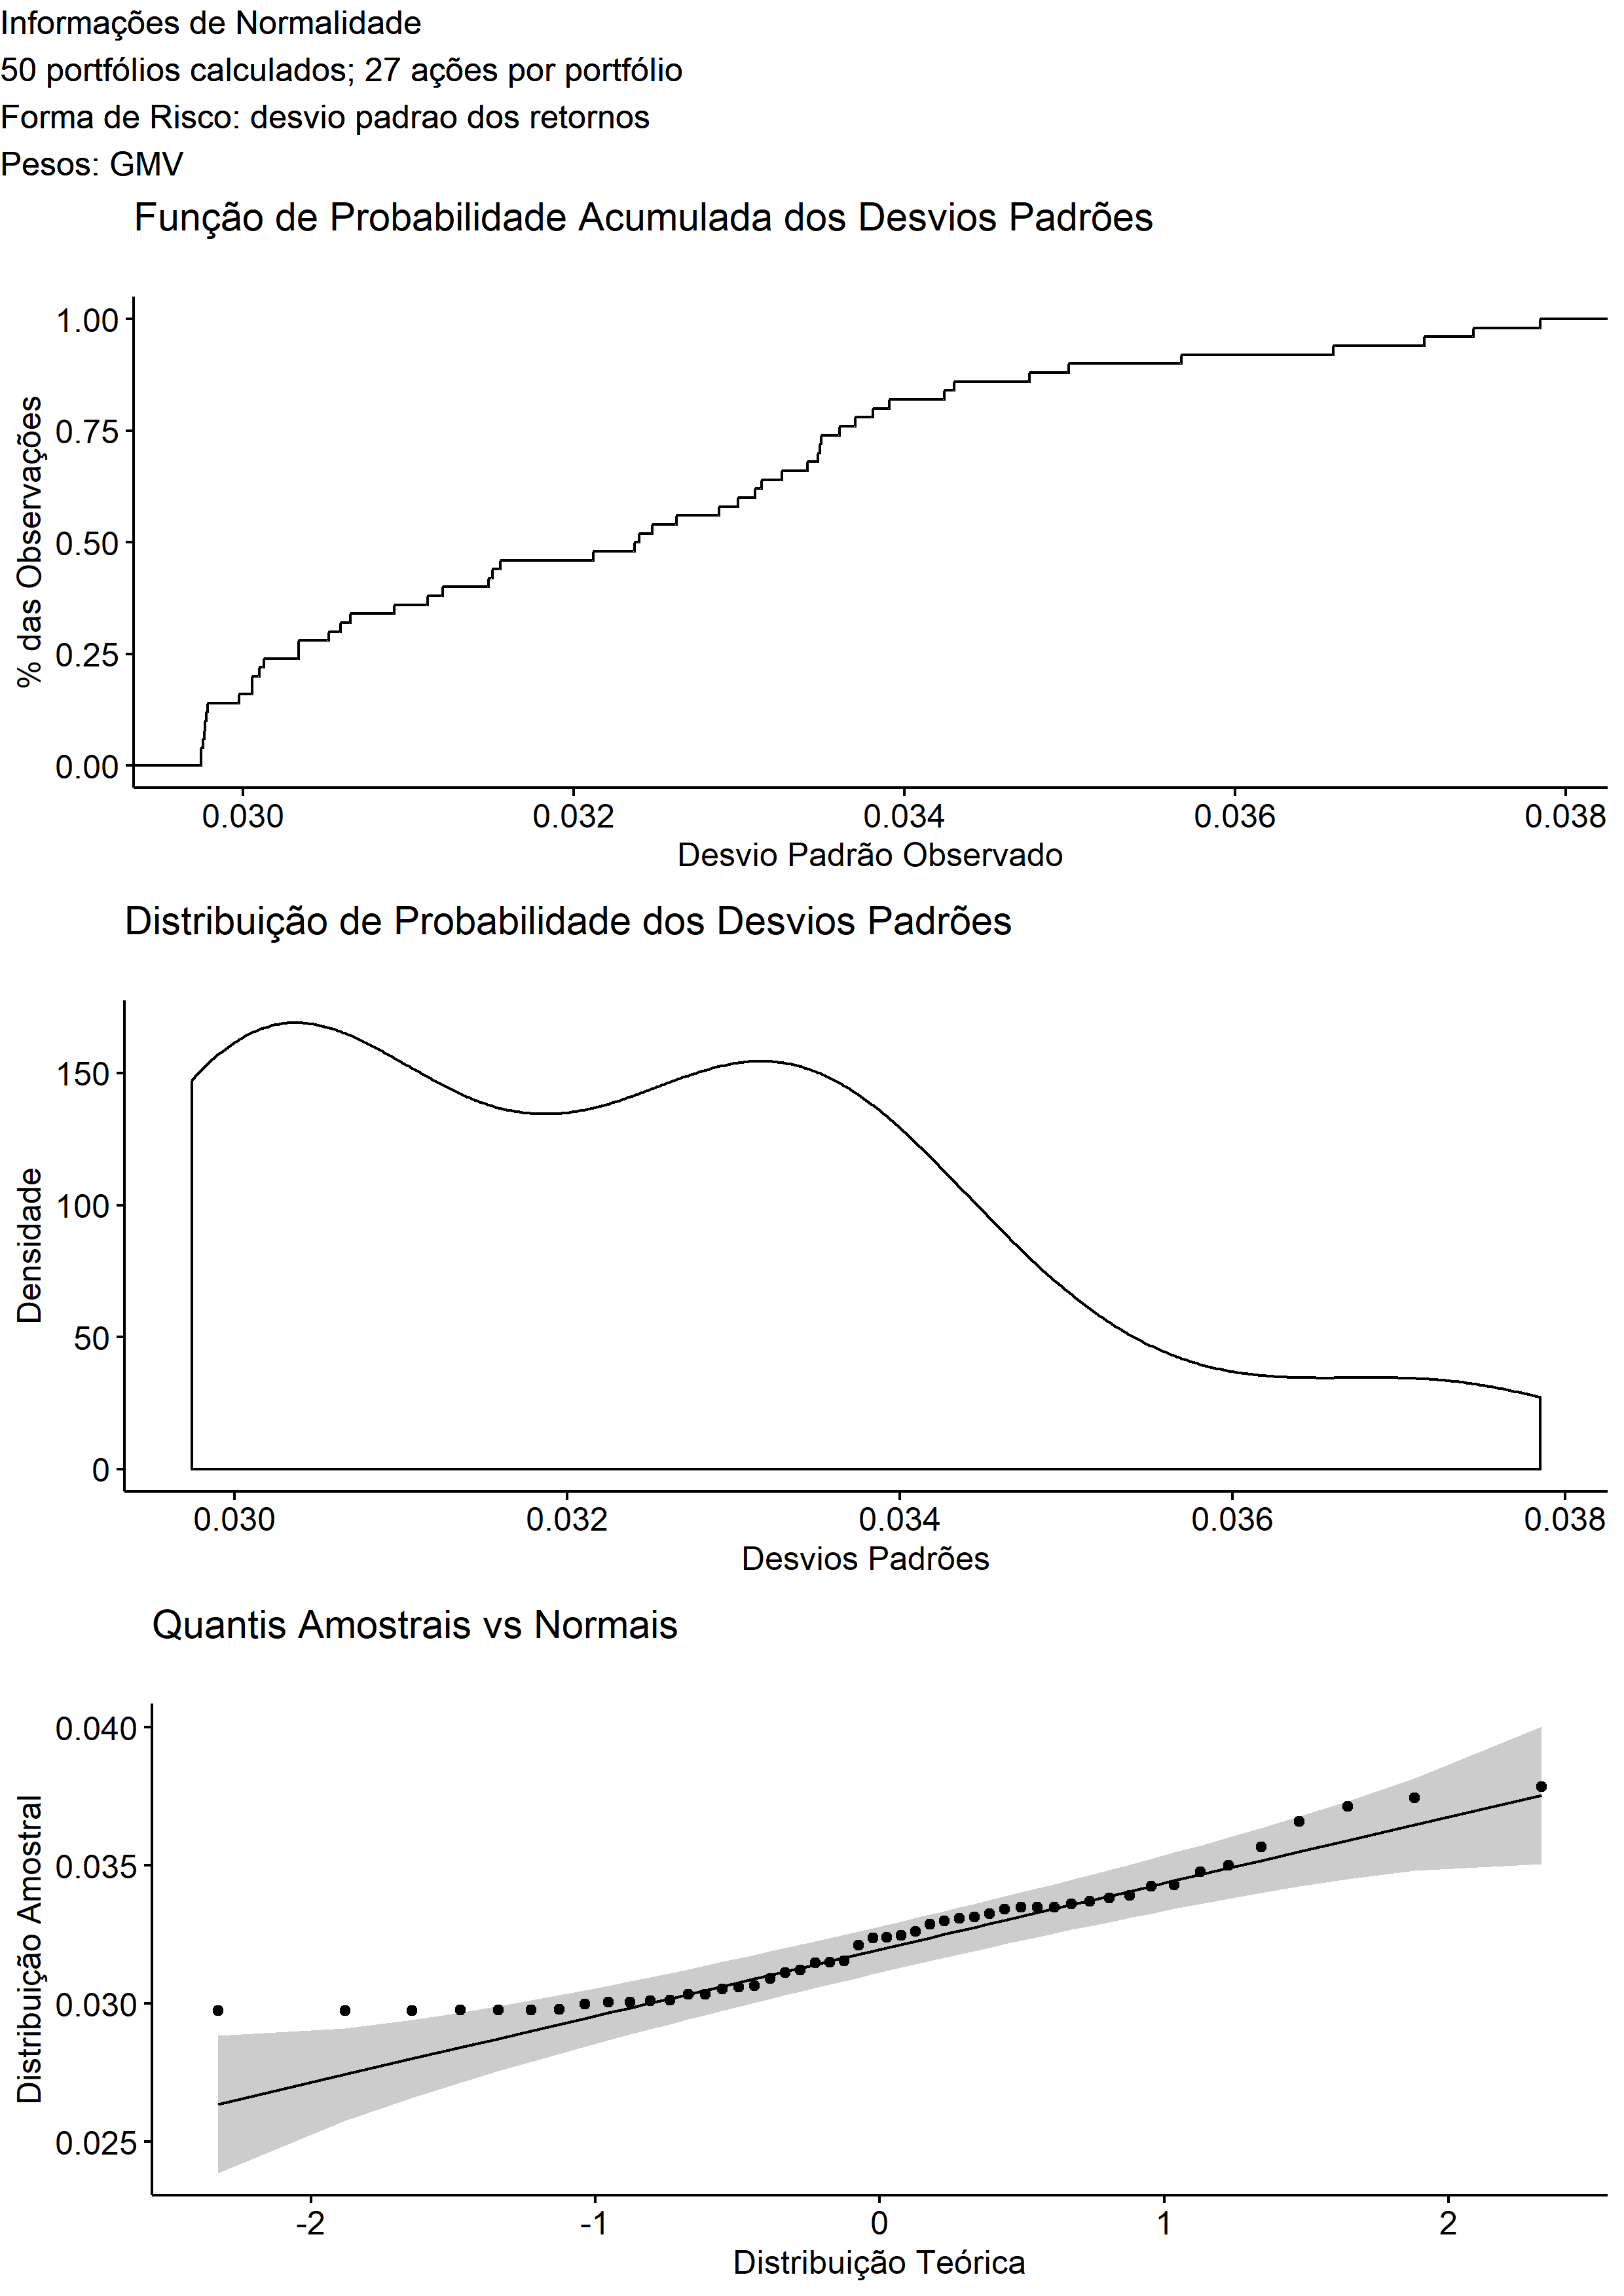 Informações de Normalidade
50 portfólios calculados; 27 ações por portfólio
Forma de Risco: desvio padrao dos retornos
Pesos: GMV
Função de Probabilidade Acumulada dos Desvios Padrões
% das Observações
1.00
0.75
0.50
0.25
0.00
0.030 0.032 0.034 0.036 0.038
Desvio Padrão Observado
Distribuição de Probabilidade dos Desvios Padrões
Densidade
150
100
50
0
0.030 0.032 0.034 0.036 0.038
Desvios Padrões
Quantis Amostrais vs Normais
Distribuição Amostral
0.040
0.035
0.030
0.025
-2 -1 0 1 2
Distribuição Teórica